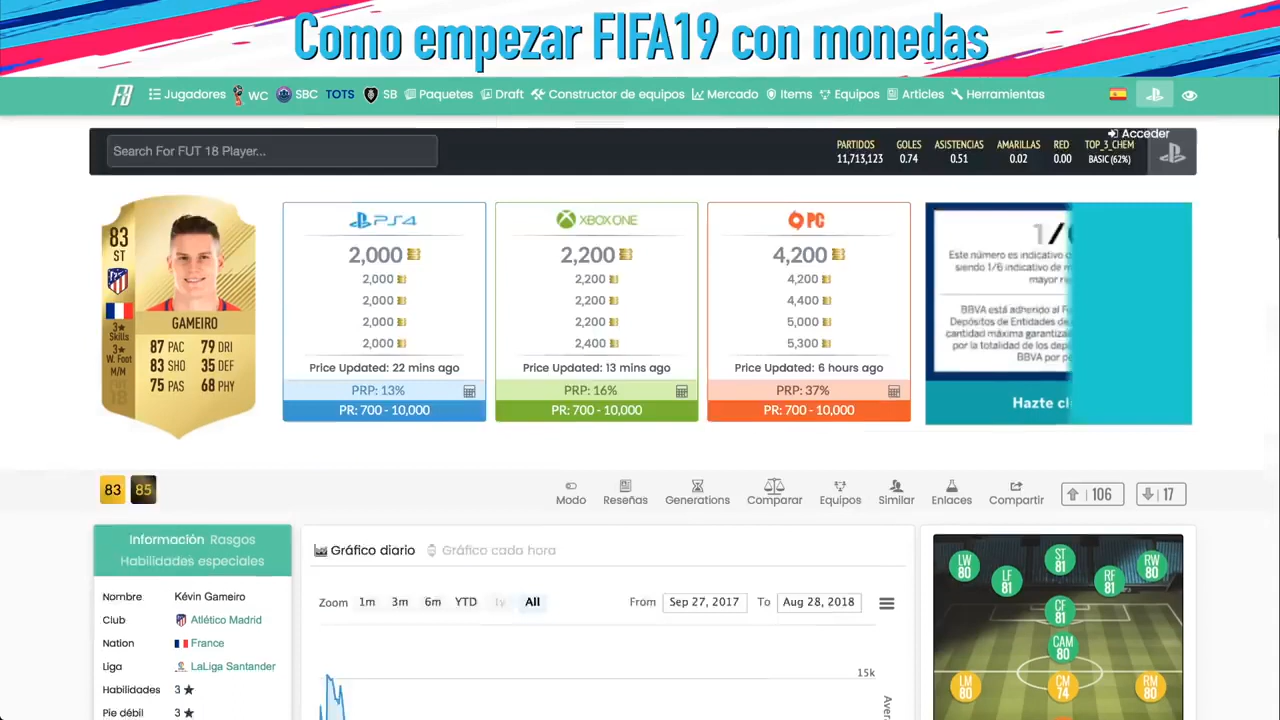 Como empezar FIFA19 con monedas
Jugadores WC SBC TOTS SB Paquetes Draft Constructor de equipos Mercado Items Equipos Articles Herramientas
Acceder
Search For FUT 18 Player...
PARTIDOS GOLES ASISTENCIAS AMARILLAS RED TOP_3_CHEM
11,713,123 0.74 0.51 0.02 0.00 BASIC (62%)
83
ST
3★
Skills
3★
W. Foot
M/M
GAMEIRO
87 PAC 79 DRI
83 SHO 35 DEF
75 PAS 68 PHY
PS4
2,000
2,000
2,000
2,000
2,000
Price Updated: 22 mins ago
PRP: 13%
PR: 700 - 10,000
XBOX ONE
2,200
2,200
2,200
2,200
2,400
Price Updated: 13 mins ago
PRP: 16%
PR: 700 - 10,000
PC
4,200
4,200
4,400
5,000
5,300
Price Updated: 6 hours ago
PRP: 37%
PR: 700 - 10,000
1/
Este número es indicativo
siendo 1/6 indicativo de
mayor
BBVA está adherido al
Depósitos de Entidades de
cantidad máxima
por la totalidad de los
BBVA por
Hazte
83 85
Modo Reseñas Generations Comparar Equipos Similar Enlaces Compartir 106 17
Información Rasgos
Habilidades especiales
Nombre Kévin Gameiro
Club Atlético Madrid
Nation France
Liga LaLiga Santander
Habilidades 3★
Pie débil 3★
Gráfico diario Gráfico cada hora
Zoom 1m 3m 6m YTD 1y All From Sep 27, 2017 To Aug 28, 2018
15k
LW
80
LF
81
ST
81
RF
81
RW
80
CF
81
CAM
80
LM
80
CM
74
RM
80